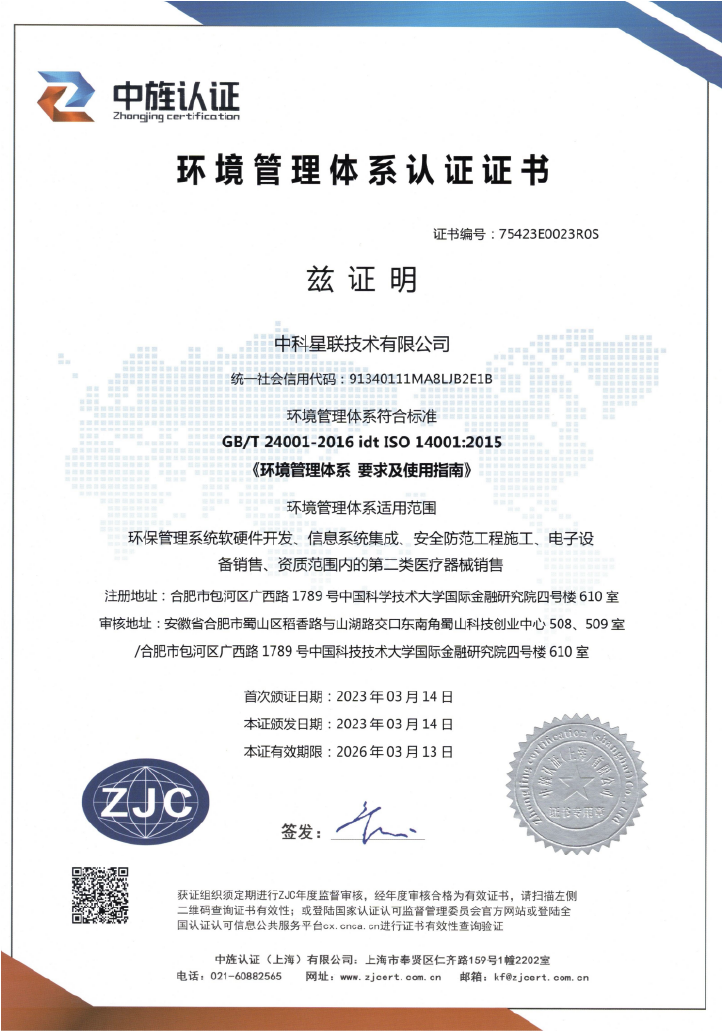 中旌认证
Zhongjing certification
环境管理体系认证证书
证书编号：75423E0023R0S
兹证明
中科星联技术有限公司
统一社会信用代码：91340111MA8LJB2E1B
环境管理体系符合标准
GB/T 24001-2016 idt ISO 14001:2015
《环境管理体系 要求及使用指南》
环境管理体系适用范围
环保管理系统软硬件开发、信息系统集成、安全防范工程施工、电子设
备销售、资质范围内的第二类医疗器械销售
注册地址：合肥市包河区广西路 1789 号中国科学技术大学国际金融研究院四号楼 610 室
审核地址：安徽省合肥市蜀山区稻香路与山湖路交口东南角蜀山科技创业中心 508、509 室
/合肥市包河区广西路 1789 号中国科技技术大学国际金融研究院四号楼 610 室
首次颁证日期：2023 年 03 月 14 日
本证颁发日期：2023 年 03 月 14 日
本证有效期限：2026 年 03 月 13 日
ZJC
签发：
Zhongjing Certification (Shanghai) Co., Ltd
中旌认证（上海）有限公司
证书专用章
获证组织须定期进行ZJC年度监督审核，经年度审核合格为有效证书，请扫描左侧
二维码查询证书有效性；或登陆国家认证认可监督管理委员会官方网站或登陆全
国认证认可信息公共服务平台cx.cnca.cn进行证书有效性查询验证
中旌认证（上海）有限公司：上海市奉贤区仁齐路159号1幢2202室
电话：021-60882565 网址：www.zjcert.com.cn 邮箱：kf@zjcert.com.cn